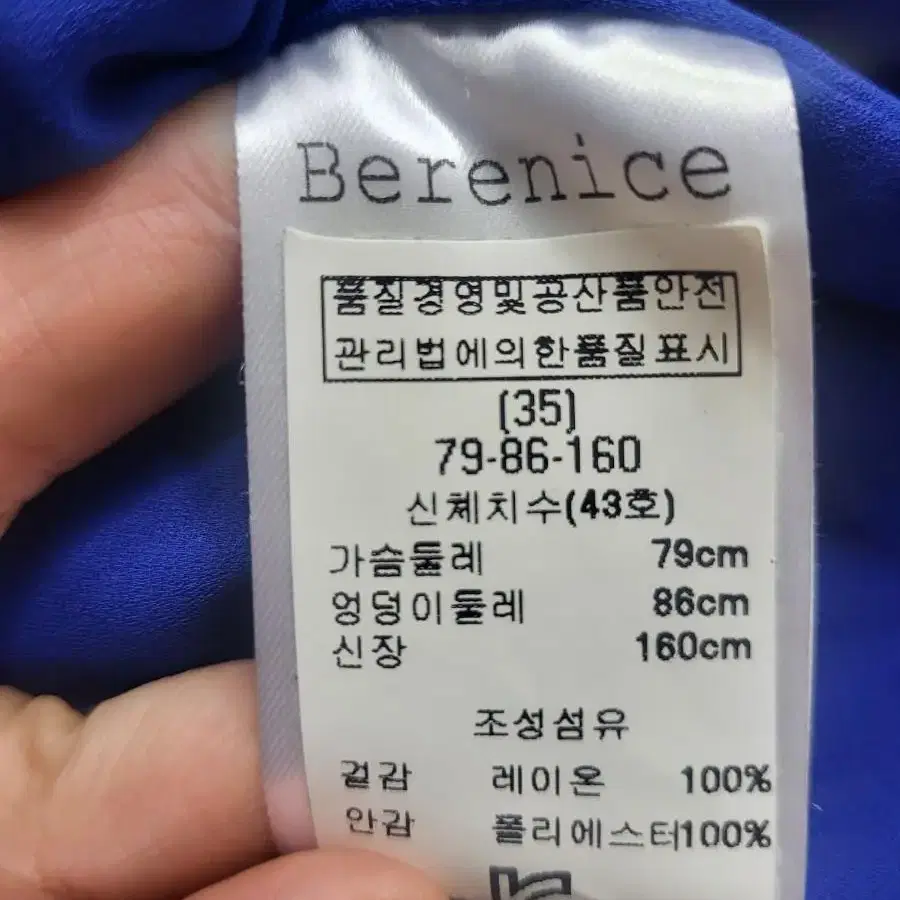 Berenice
품질경영및공산품안전
관리법에의한품질표시
(35)
79-86-160
신체치수(43호)
가슴둘레 79cm
엉덩이둘레 86cm
신장 160cm
조성섬유
겉감 레이온 100%
안감 폴리에스터100%